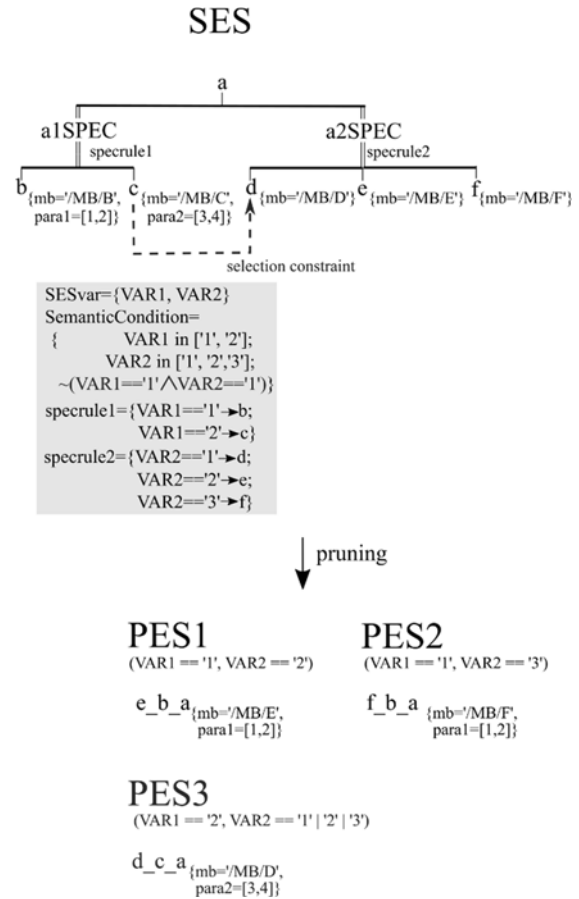 SES
a
a1SPEC a2SPEC
specrule1 specrule2
b c d e f
{mb='/MB/B', {mb='/MB/C', {mb='/MB/D'} {mb='/MB/E'} {mb='/MB/F'}
para1=[1,2]} para2=[3,4]}
selection constraint
SESvar={VAR1, VAR2}
SemanticCondition=
{ VAR1 in ['1', '2'];
VAR2 in ['1', '2','3'];
~(VAR1=='1'∧VAR2=='1')}
specrule1={VAR1=='1'→b;
VAR1=='2'→c}
specrule2={VAR2=='1'→d;
VAR2=='2'→e;
VAR2=='3'→f}
pruning
PES1 PES2
(VAR1 == '1', VAR2 == '2') (VAR1 == '1', VAR2 == '3')
e_b_a {mb='/MB/E', f_b_a {mb='/MB/F',
para1=[1,2]} para1=[1,2]}
PES3
(VAR1 == '2', VAR2 == '1' | '2' | '3')
d_c_a {mb='/MB/D',
para2=[3,4]}